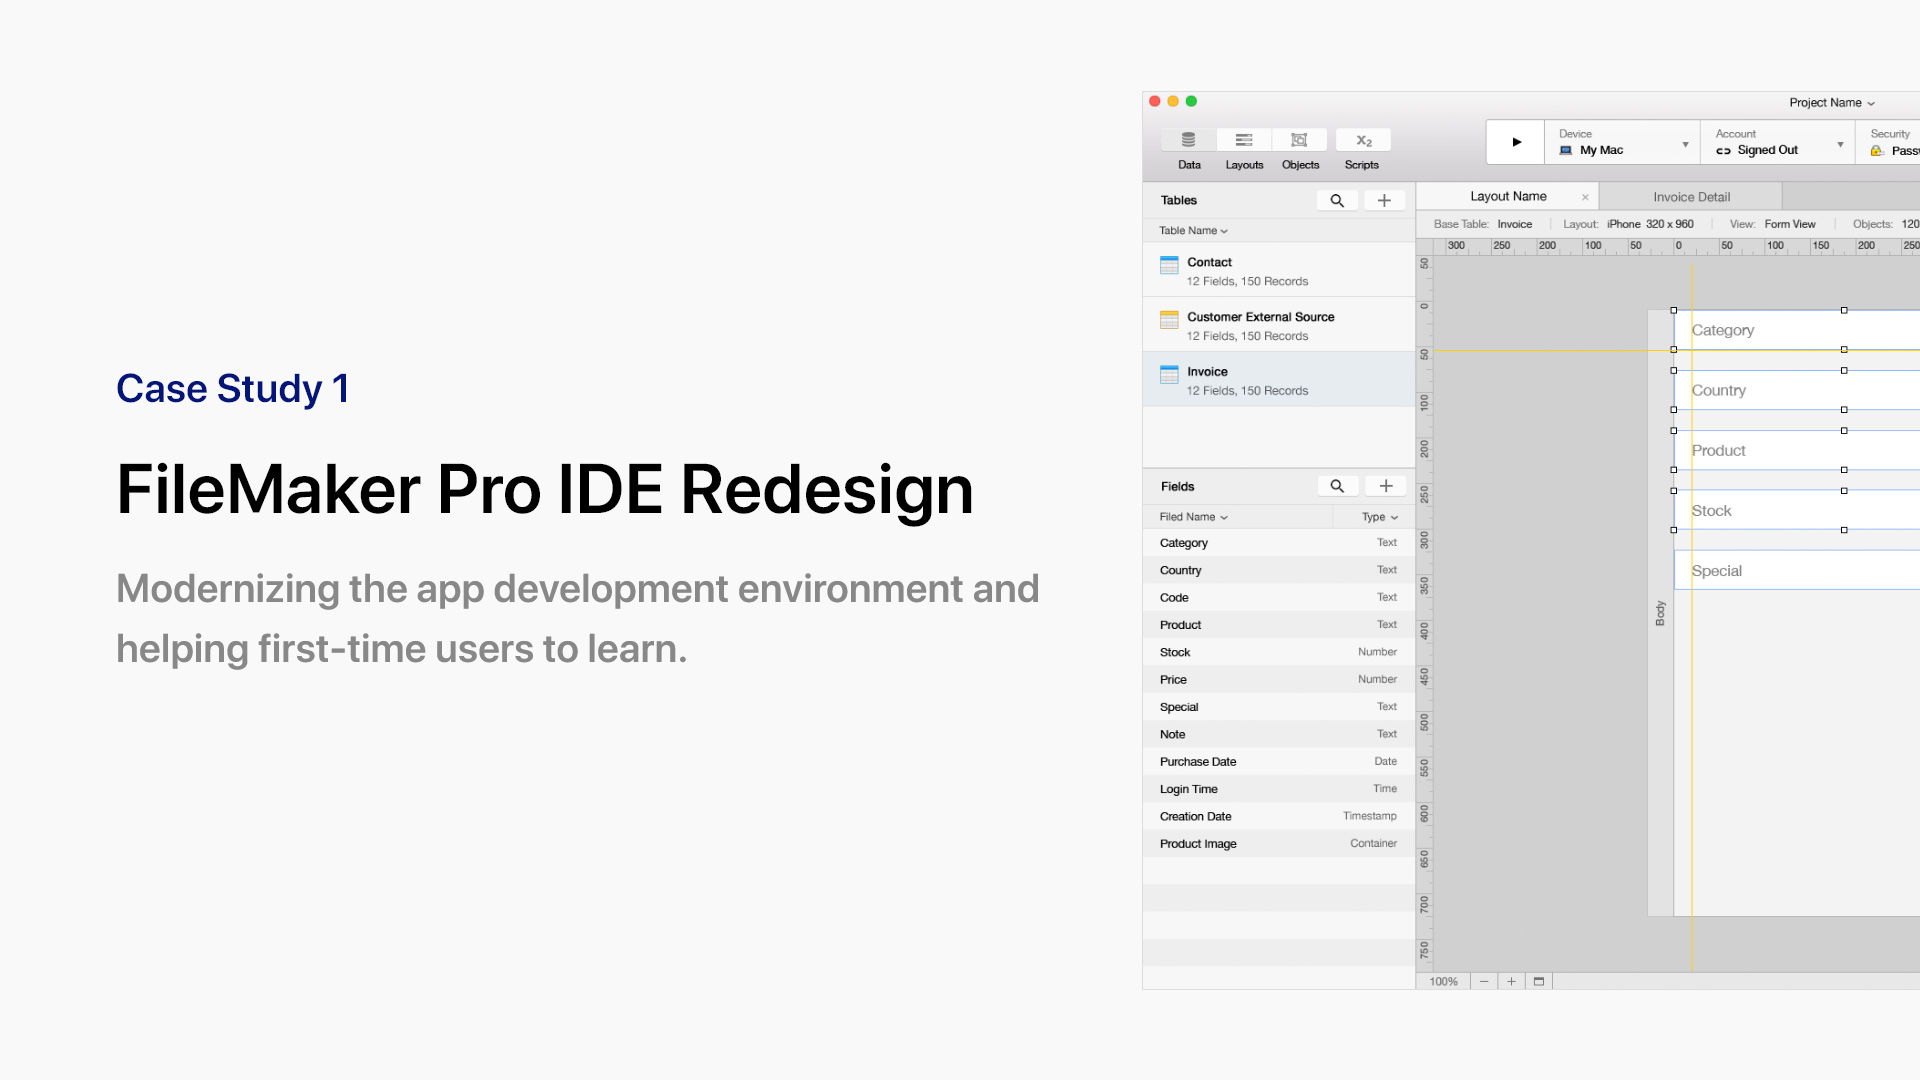 Case Study 1
FileMaker Pro IDE Redesign
Modernizing the app development environment and
helping first-time users to learn.
Project Name
Data Layouts Objects Scripts
X2
Device
My Mac
Account
Signed Out
Security
Tables
Table Name
Contact
12 Fields, 150 Records
Customer External Source
12 Fields, 150 Records
Invoice
12 Fields, 150 Records
Fields
Filed Name Type
Category Text
Country Text
Code Text
Product Text
Stock Number
Price Number
Special Text
Note Text
Purchase Date Date
Login Time Time
Creation Date Timestamp
Product Image Container
Layout Name Invoice Detail
Base Table: Invoice Layout: iPhone 320 x 960 View: Form View Objects: 120
300 250 200 100 50 0 50 100 150 200 250
50
0
50
100
200
250
300
350
400
450
500
550
600
650
700
750
Category
Country
Product
Stock
Special
Body
100%